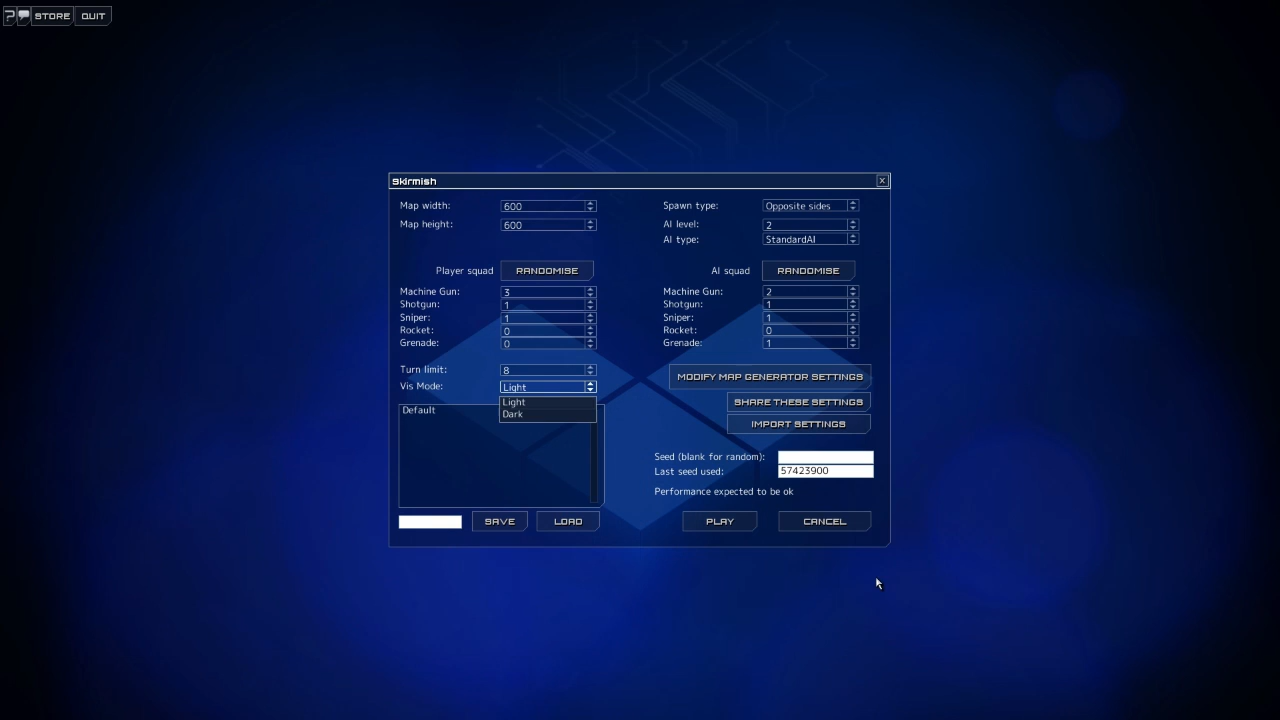 ? STORE QUIT
Skirmish X
Map width: 600 Spawn type: Opposite sides
Map height: 600 AI level: 2
AI type: StandardAI
Player squad RANDOMISE AI squad RANDOMISE
Machine Gun: 3 Machine Gun: 2
Shotgun: 1 Shotgun: 1
Sniper: 1 Sniper: 1
Rocket: 0 Rocket: 0
Grenade: 0 Grenade: 1
Turn limit: 8 MODIFY MAP GENERATOR SETTINGS
Vis Mode: Light
Light SHARE THESE SETTINGS
Default Dark
IMPORT SETTINGS
Seed (blank for random):
Last seed used: 57423900
Performance expected to be ok
SAVE LOAD PLAY CANCEL